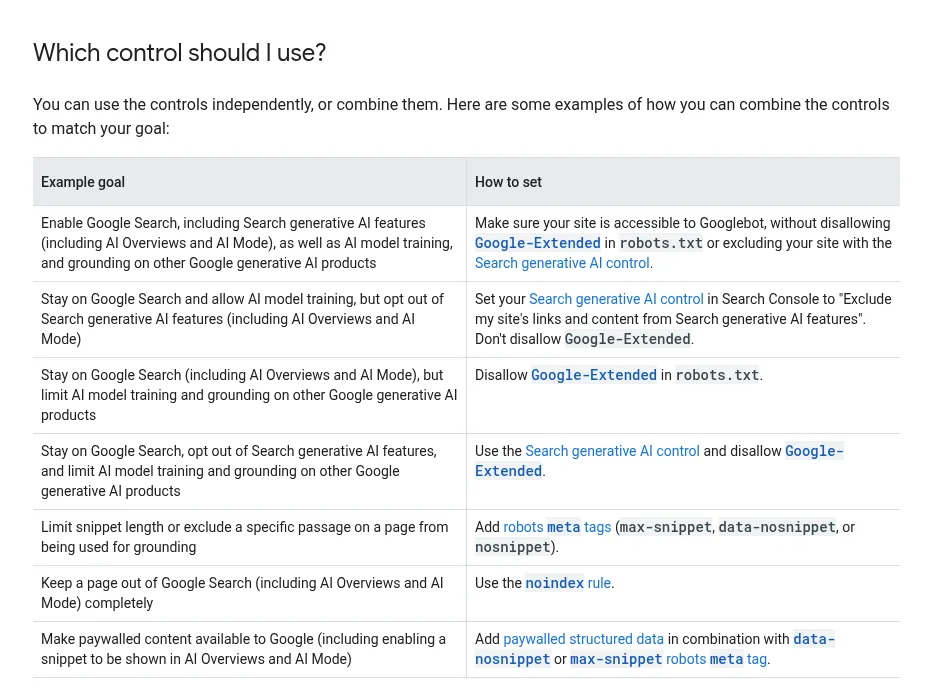 Which control should I use?
You can use the controls independently, or combine them. Here are some examples of how you can combine the controls
to match your goal:
Example goal
How to set
Enable Google Search, including Search generative AI features
(including AI Overviews and AI Mode), as well as AI model training,
and grounding on other Google generative AI products
Make sure your site is accessible to Googlebot, without disallowing
Google-Extended in robots.txt or excluding your site with the
Search generative AI control.
Stay on Google Search and allow AI model training, but opt out of
Search generative AI features (including AI Overviews and AI
Mode)
Set your Search generative AI control in Search Console to "Exclude
my site's links and content from Search generative AI features".
Don't disallow Google-Extended.
Stay on Google Search (including AI Overviews and AI Mode), but
limit AI model training and grounding on other Google generative AI
products
Disallow Google-Extended in robots.txt.
Stay on Google Search, opt out of Search generative AI features,
and limit AI model training and grounding on other Google
generative AI products
Use the Search generative AI control and disallow Google-
Extended.
Limit snippet length or exclude a specific passage on a page from
being used for grounding
Add robots meta tags (max-snippet, data-nosnippet, or
nosnippet).
Keep a page out of Google Search (including AI Overviews and AI
Mode) completely
Use the noindex rule.
Make paywalled content available to Google (including enabling a
snippet to be shown in AI Overviews and AI Mode)
Add paywalled structured data in combination with data-
nosnippet or max-snippet robots meta tag.